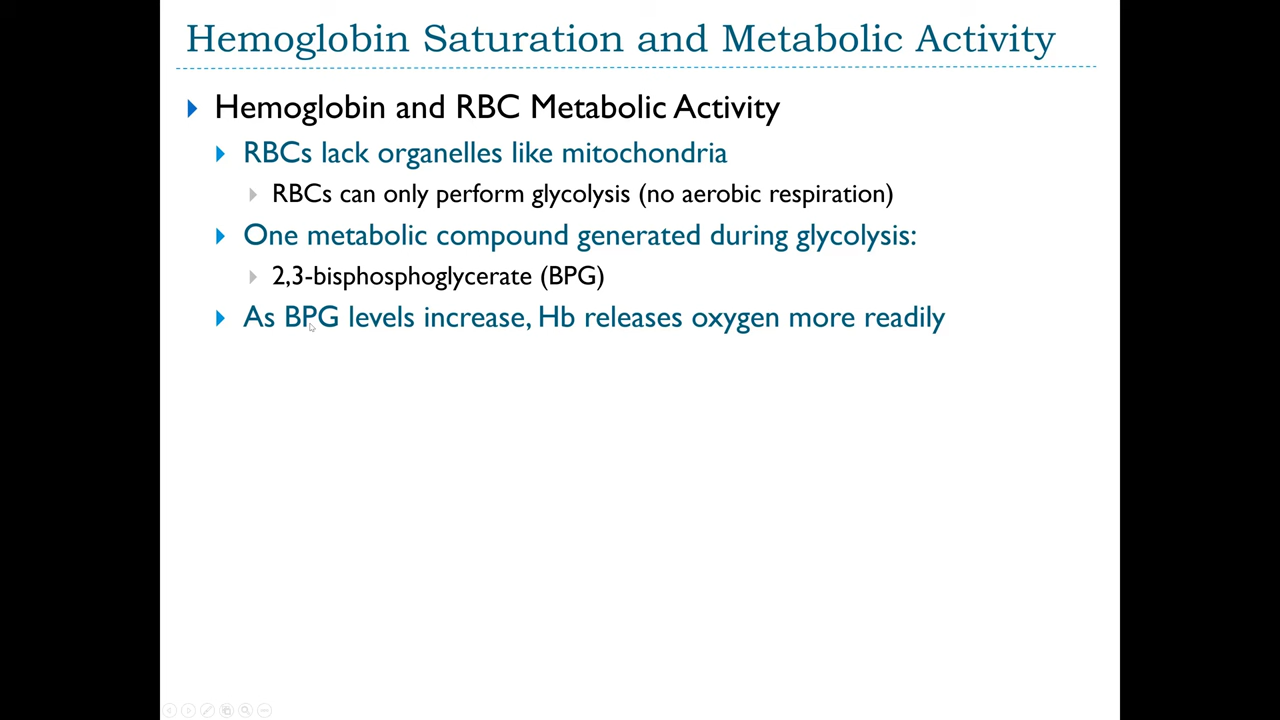 Hemoglobin Saturation and Metabolic Activity
Hemoglobin and RBC Metabolic Activity
RBCs lack organelles like mitochondria
RBCs can only perform glycolysis (no aerobic respiration)
One metabolic compound generated during glycolysis:
2,3-bisphosphoglycerate (BPG)
As BPG levels increase, Hb releases oxygen more readily